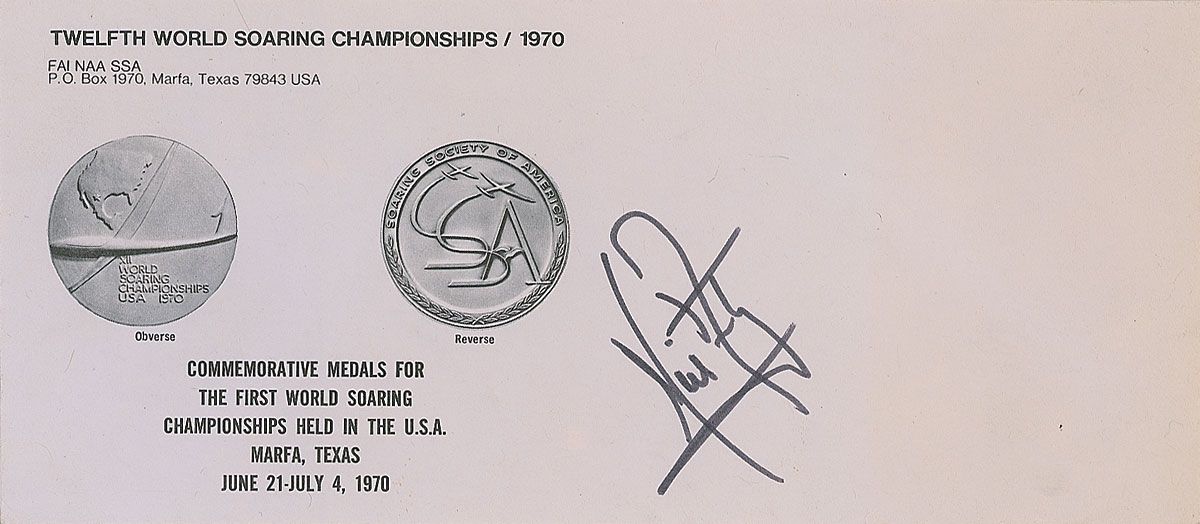 TWELFTH WORLD SOARING CHAMPIONSHIPS / 1970
FAI NAA SSA
P.O. Box 1970, Marfa, Texas 79843 USA
XII
WORLD
SOARING
CHAMPIONSHIPS
USA 1970
Obverse
SOARING SOCIETY OF AMERICA
SSA
Reverse
COMMEMORATIVE MEDALS FOR
THE FIRST WORLD SOARING
CHAMPIONSHIPS HELD IN THE U.S.A.
MARFA, TEXAS
JUNE 21-JULY 4, 1970